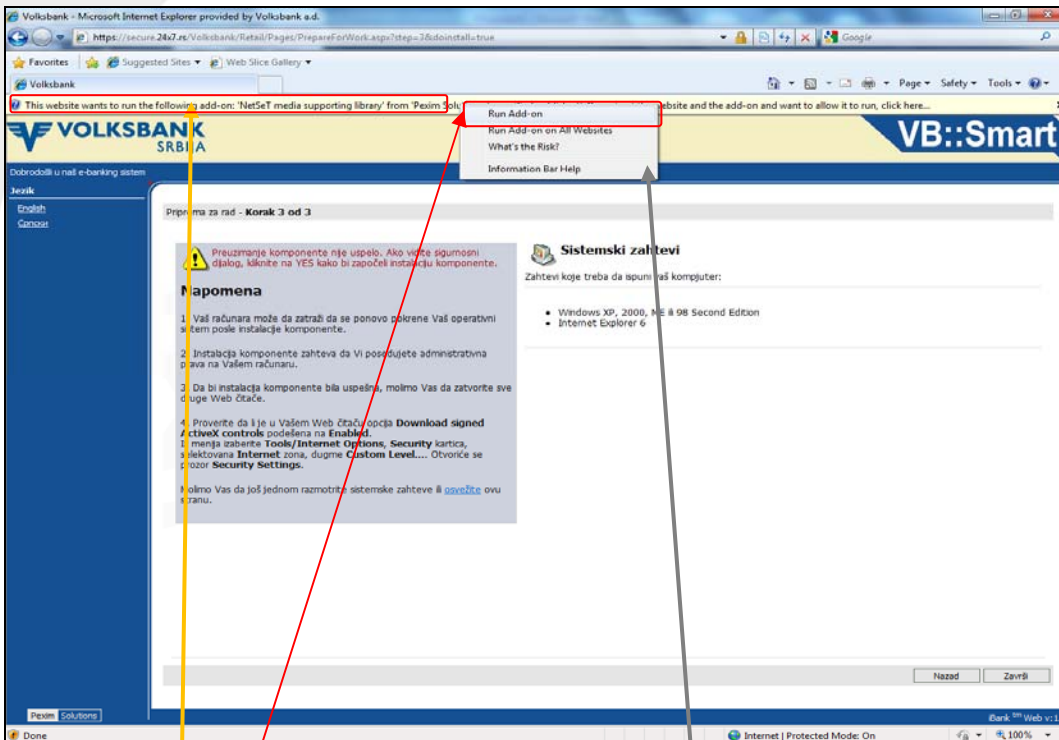 Volksbank - Microsoft Internet Explorer provided by Volksbank a.d.
https://secure.24x7.rs/Volksbank/Retail/Pages/PrepareForWork.aspx?step=3&doinstall=true
Google
Favorites Suggested Sites Web Slice Gallery
Volksbank
Page Safety Tools
This website wants to run the following add-on: 'NetSeT media supporting library' from 'Pexim
website and the add-on and want to allow it to run, click here...
Run Add-on
Run Add-on on All Websites
What's the Risk?
Information Bar Help
VOLKSBANK
SRBIJA
VB::Smart
Dobrodošli u naš e-banking sistem
Jezik
English
Српски
Priprema za rad - Korak 3 od 3
Preuzimanje komponente nije uspelo. Ako vidite sigurnosni
dijalog, kliknite na YES kako bi započeli instalaciju komponente.
Napomena
1. Vaš računara može da zatraži da se ponovo pokrene Vaš operativni
sistem posle instalacije komponente.
2. Instalacija komponente zahteva da Vi posedujete administrativna
prava na Vašem računaru.
3. Da bi instalacija komponente bila uspešna, molimo Vas da zatvorite sve
druge Web čitače.
4. Proverite da li je u Vašem Web čitaču opcija Download signed
ActiveX controls podešena na Enabled.
Iz menija izaberite Tools/Internet Options, Security kartica,
selektovana Internet zona, dugme Custom Level.... Otvoriće se
prozor Security Settings.
Molimo Vas da još jednom razmotrite sistemske zahteve ili osvežite ovu
stranu.
Sistemski zahtevi
Zahtevi koje treba da ispuni vaš kompjuter:
• Windows XP, 2000, ME ili 98 Second Edition
• Internet Explorer 6
Nazad Završi
Pexim Solutions
iBank tm Web v:1
Done
Internet | Protected Mode: On
100%